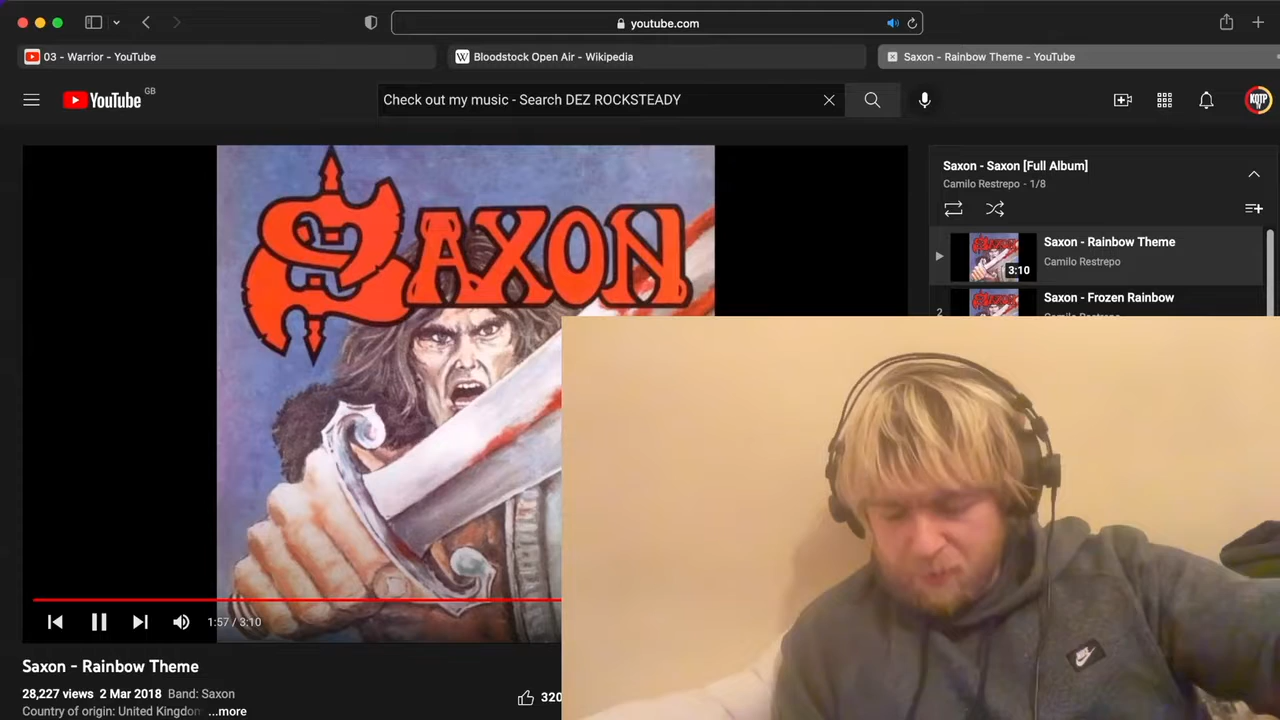 youtube.com
03 - Warrior - YouTube
Bloodstock Open Air - Wikipedia
Saxon - Rainbow Theme - YouTube
YouTube GB
Check out my music - Search DEZ ROCKSTEADY
KQTP
SAXON
Saxon - Saxon [Full Album]
Camilo Restrepo - 1/8
Saxon - Rainbow Theme
Camilo Restrepo
3:10
Saxon - Frozen Rainbow
2
1:57 / 3:10
Saxon - Rainbow Theme
28,227 views 2 Mar 2018 Band: Saxon
Country of origin: United Kingdom ...more
320